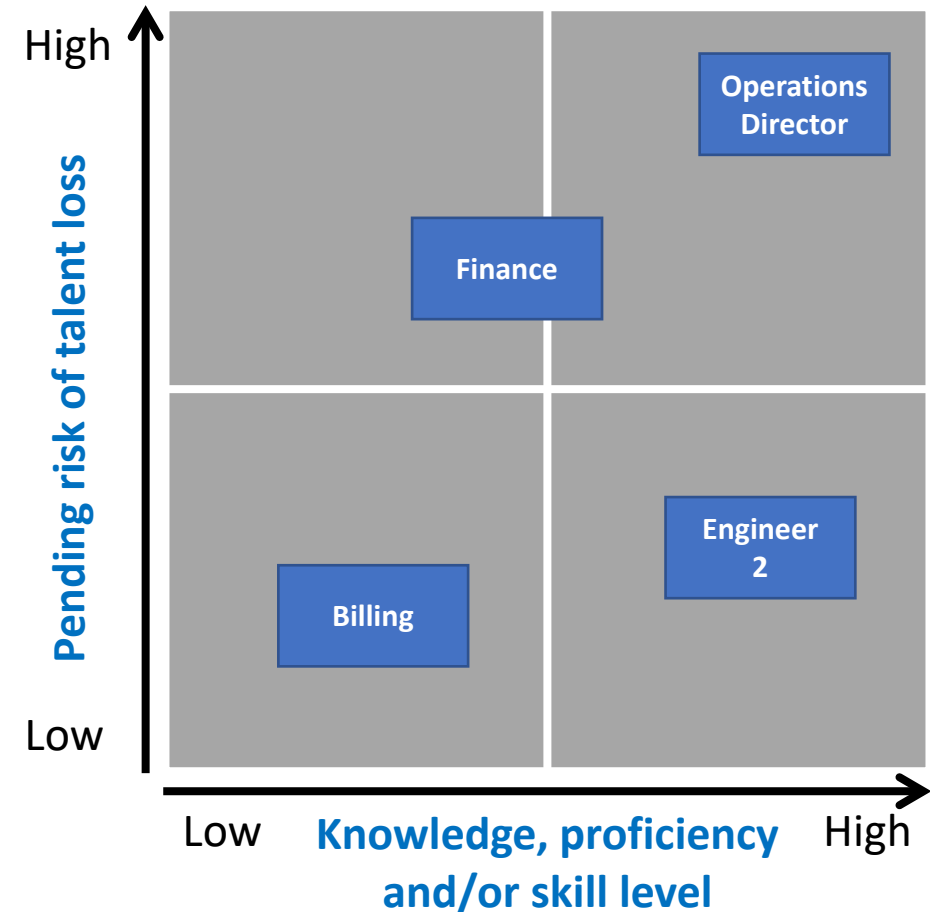 High
Pending risk of talent loss
Low
Operations
Director
Finance
Engineer
2
Billing
Low
High
Knowledge, proficiency
and/or skill level